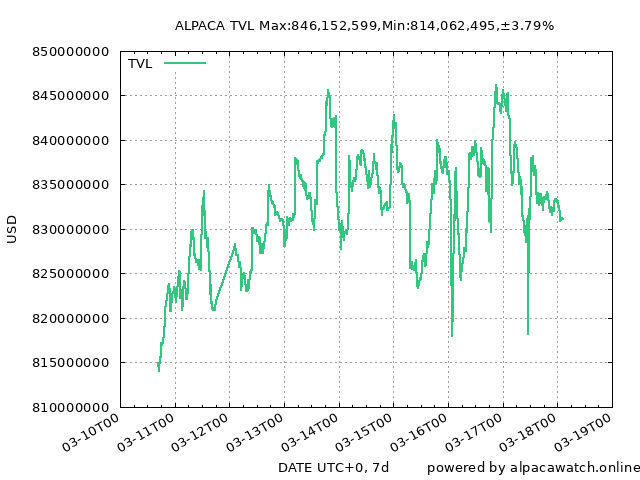 ALPACA TVL Max:846,152,599,Min:814,062,495,±3.79%
850000000
TVL
845000000
840000000
835000000
830000000
825000000
820000000
815000000
810000000
USD
03-10T00
03-11T00
03-12T00
03-13T00
03-14T00
03-15T00
03-16T00
03-17T00
03-18T00
03-19T00
DATE UTC+0, 7d
powered by alpacawatch.online